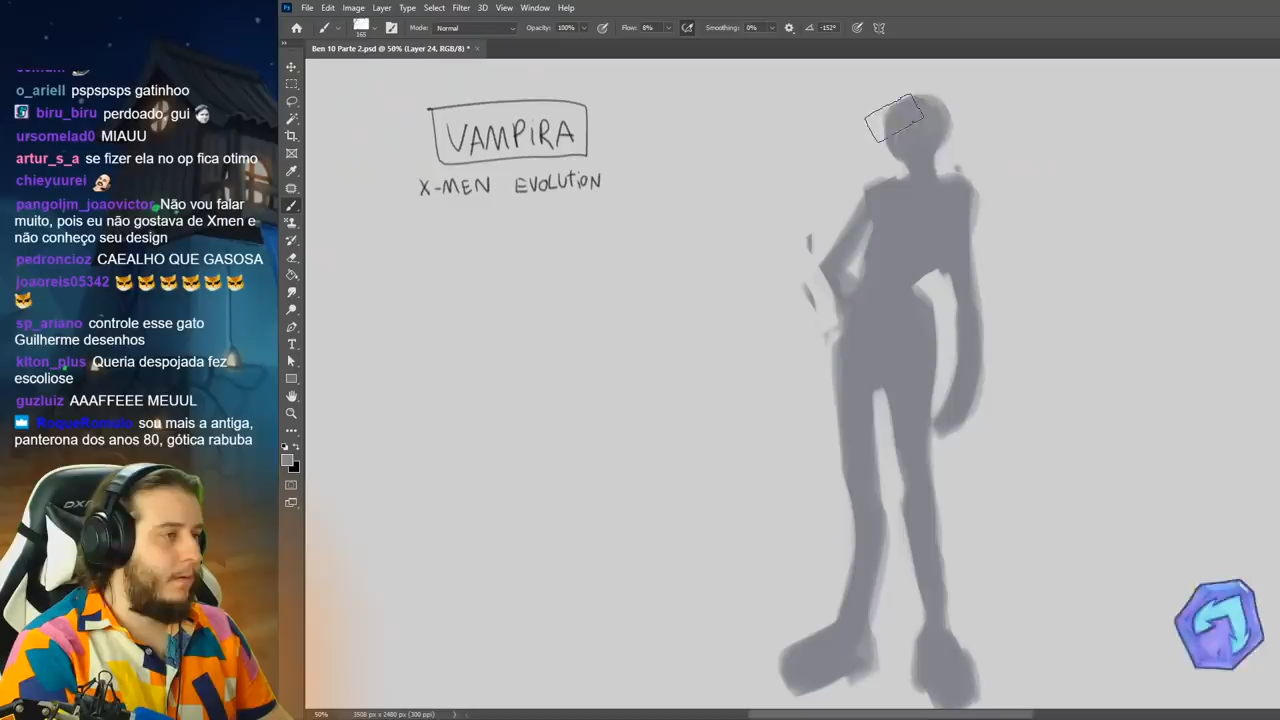 File Edit Image Layer Type Select Filter 3D View Window Help
165 Mode: Normal Opacity: 100% Flow: 8% Smoothing: 0% -152°
Ben 10 Parte 2.psd @ 50% (Layer 24, RGB/8) *
o_ariell pspspsps gatinhoo
biru_biru perdoado, gui
ursomelad0 MIAUU
artur_s_a se fizer ela no op fica otimo
chieyuurei
pangoljm_joaovictor Não vou falar
muito, pois eu não gostava de Xmen e
não conheço seu design
pedroncioz CAEALHO QUE GASOSA
joaoreis05342
sp_ariano controle esse gato
Guilherme desenhos
klton_plus Queria despojada fez
escoliose
guzluiz AAAFFEEE MEUUL
RoqueRomulo sou mais a antiga,
panterona dos anos 80, gótica rabuba
VAMPiRA
X-MEN EVOLUTiON
50% 3508 px x 2480 px (300 ppi)